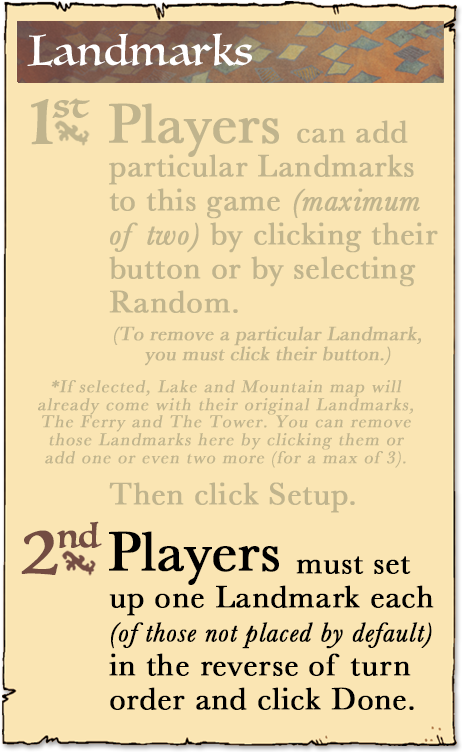 Landmarks
1st Players can add
particular Landmarks
to this game (maximum
of two) by clicking their
button or by selecting
Random.
(To remove a particular Landmark,
you must click their button.)
*If selected, Lake and Mountain map will
already come with their original Landmarks,
The Ferry and The Tower. You can remove
those Landmarks here by clicking them or
add one or even two more (for a max of 3).
Then click Setup.
2nd Players must set
up one Landmark each
(of those not placed by default)
in the reverse of turn
order and click Done.